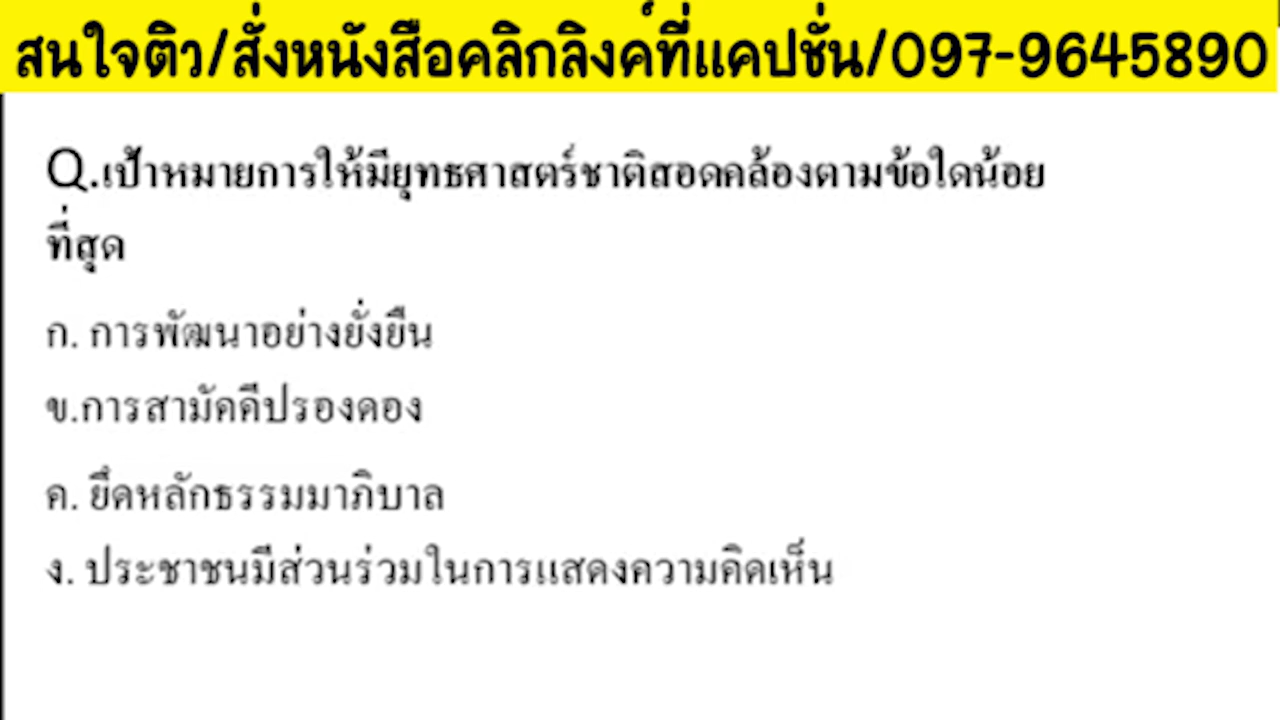 สนใจติว/สั่งหนังสือคลิกลิงค์ที่แคปชั่น/097-9645890
Q.เป้าหมายการให้มียุทธศาสตร์ชาติสอดคล้องตามข้อใดน้อย
ที่สุด
ก. การพัฒนาอย่างยั่งยืน
ข.การสามัคคีปรองดอง
ค. ยึดหลักธรรมมาภิบาล
ง. ประชาชนมีส่วนร่วมในการแสดงความคิดเห็น